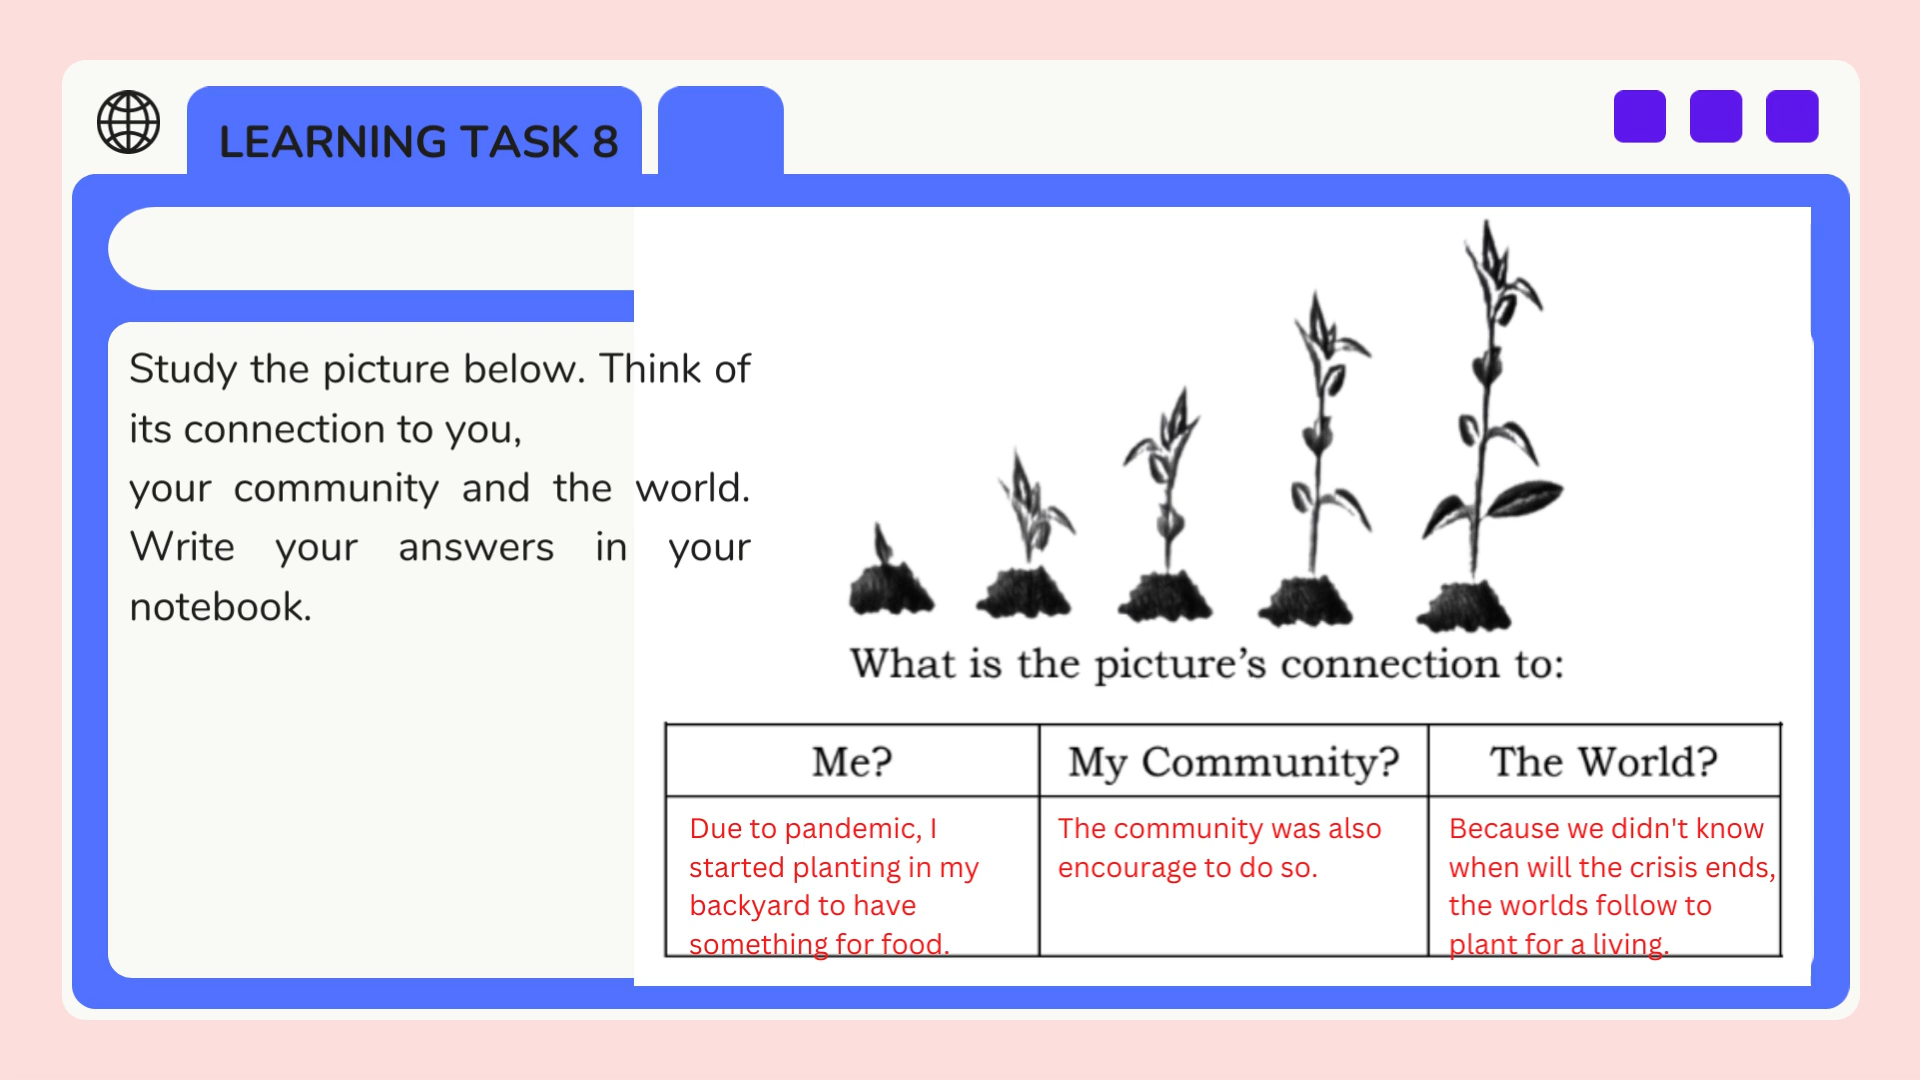 LEARNING TASK 8
Study the picture below. Think of
its connection to you,
your community and the world.
Write your answers in your
notebook.
What is the picture’s connection to:
Me?
My Community?
The World?
Due to pandemic, I
started planting in my
backyard to have
something for food.
The community was also
encourage to do so.
Because we didn't know
when will the crisis ends,
the worlds follow to
plant for a living.